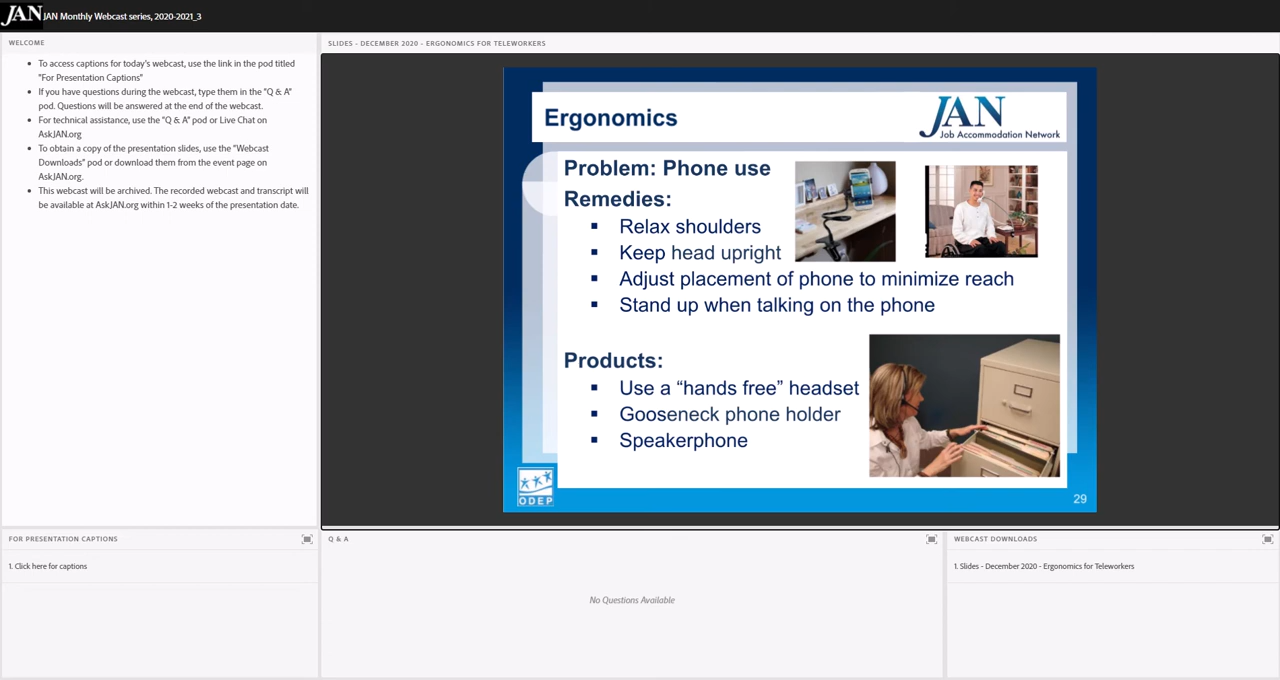 JAN JAN Monthly Webcast series, 2020-2021_3
WELCOME
To access captions for today's webcast, use the link in the pod titled
"For Presentation Captions"
If you have questions during the webcast, type them in the "Q & A"
pod. Questions will be answered at the end of the webcast.
For technical assistance, use the "Q & A" pod or Live Chat on
AskJAN.org
To obtain a copy of the presentation slides, use the "Webcast
Downloads" pod or download them from the event page on
AskJAN.org.
This webcast will be archived. The recorded webcast and transcript will
be available at AskJAN.org within 1-2 weeks of the presentation date.
SLIDES - DECEMBER 2020 - ERGONOMICS FOR TELEWORKERS
Ergonomics
JAN
Job Accommodation Network
Problem: Phone use
Remedies:
▪ Relax shoulders
▪ Keep head upright
▪ Adjust placement of phone to minimize reach
▪ Stand up when talking on the phone
Products:
▪ Use a “hands free” headset
▪ Gooseneck phone holder
▪ Speakerphone
ODEP
29
FOR PRESENTATION CAPTIONS
1. Click here for captions
Q & A
No Questions Available
WEBCAST DOWNLOADS
1. Slides - December 2020 - Ergonomics for Teleworkers